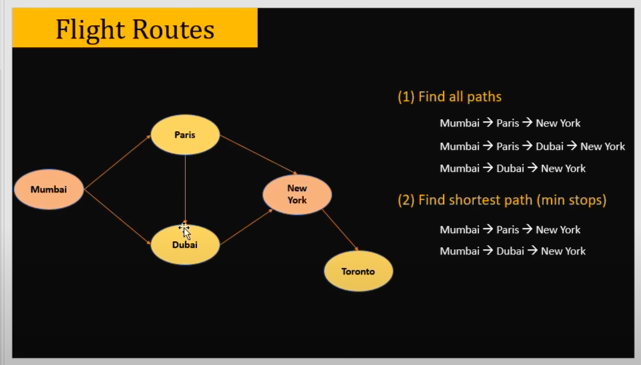 Flight Routes
Paris
Mumbai
New
York
Dubai
Toronto
(1) Find all paths
Mumbai → Paris → New York
Mumbai → Paris → Dubai → New York
Mumbai → Dubai → New York
(2) Find shortest path (min stops)
Mumbai → Paris → New York
Mumbai → Dubai → New York